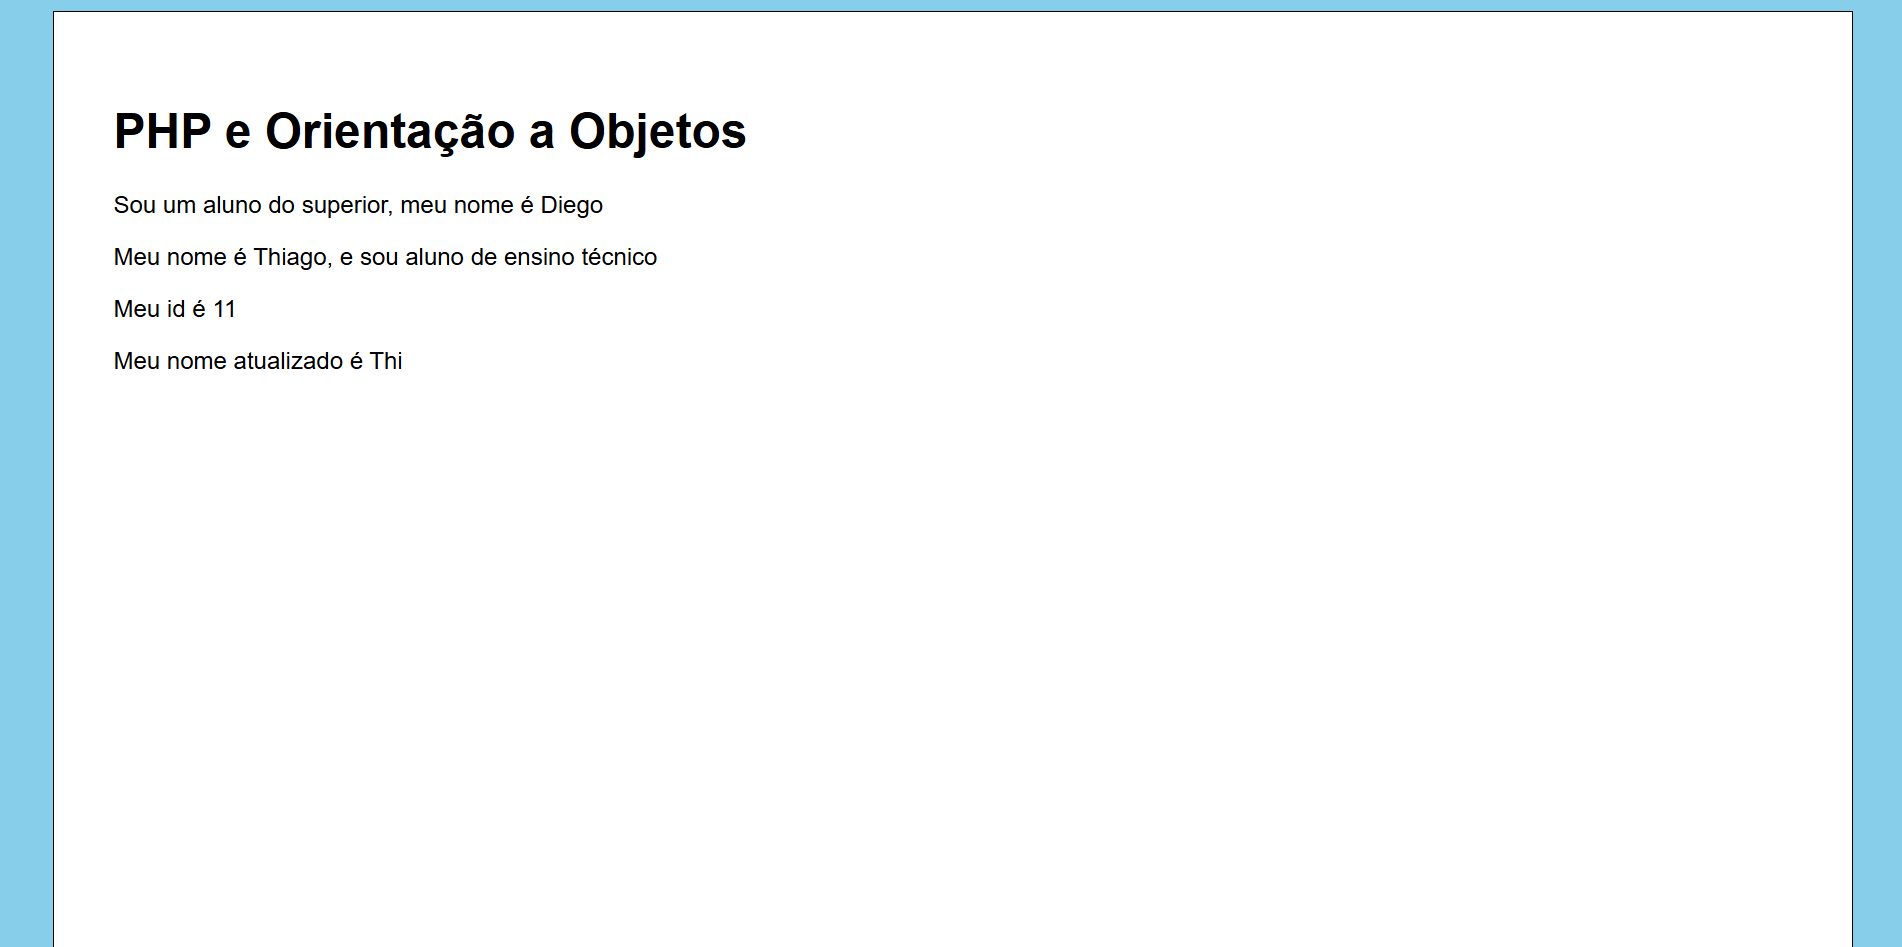 PHP e Orientação a Objetos
Sou um aluno do superior, meu nome é Diego
Meu nome é Thiago, e sou aluno de ensino técnico
Meu id é 11
Meu nome atualizado é Thi